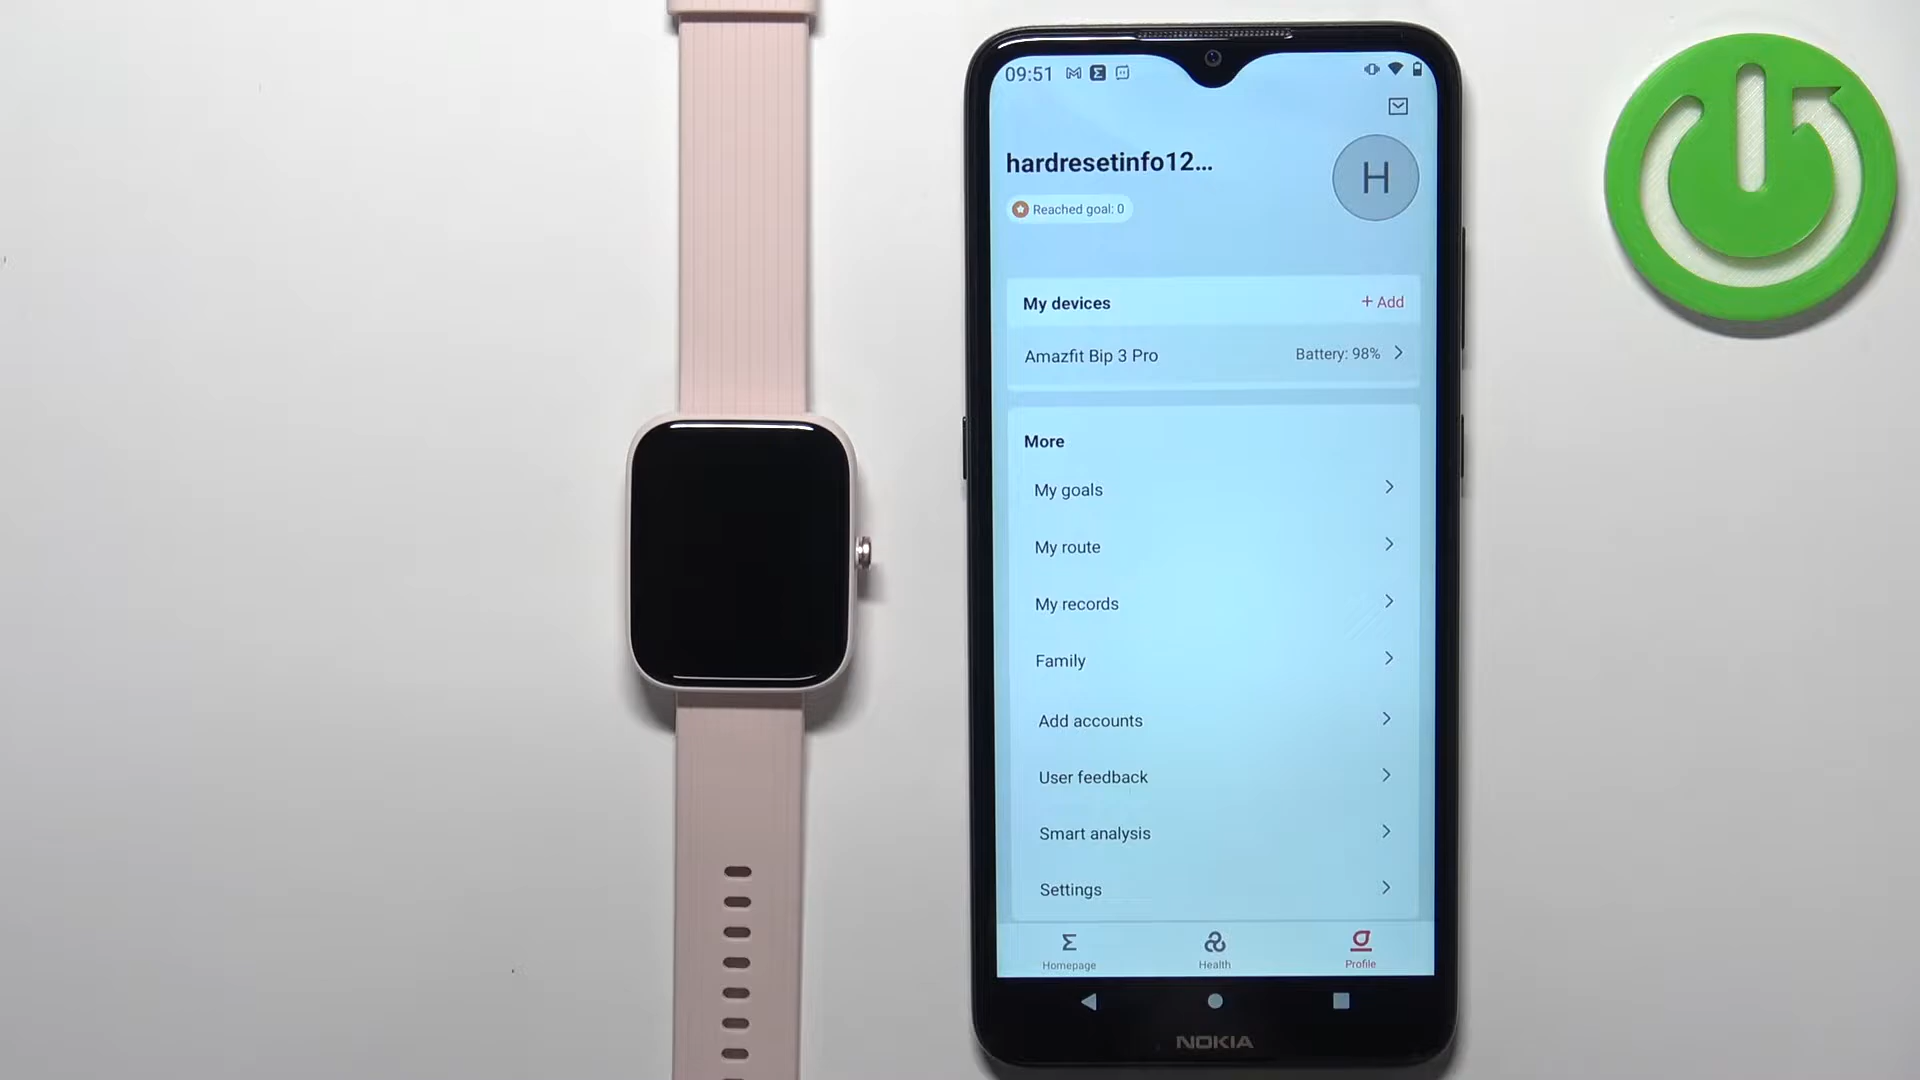 09:51
hardresetinfo12...
H
Reached goal: 0
My devices
+ Add
Amazfit Bip 3 Pro
Battery: 98%
More
My goals
My route
My records
Family
Add accounts
User feedback
Smart analysis
Settings
Homepage
Health
Profile
NOKIA